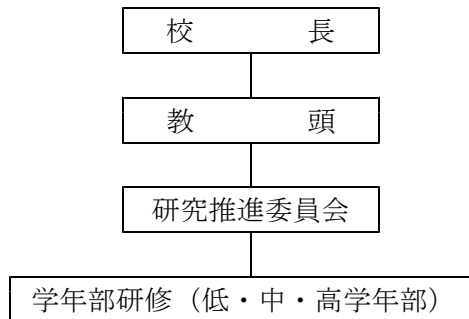 校　　　長
教　　　頭
研究推進委員会
学年部研修（低・中・高学年部）